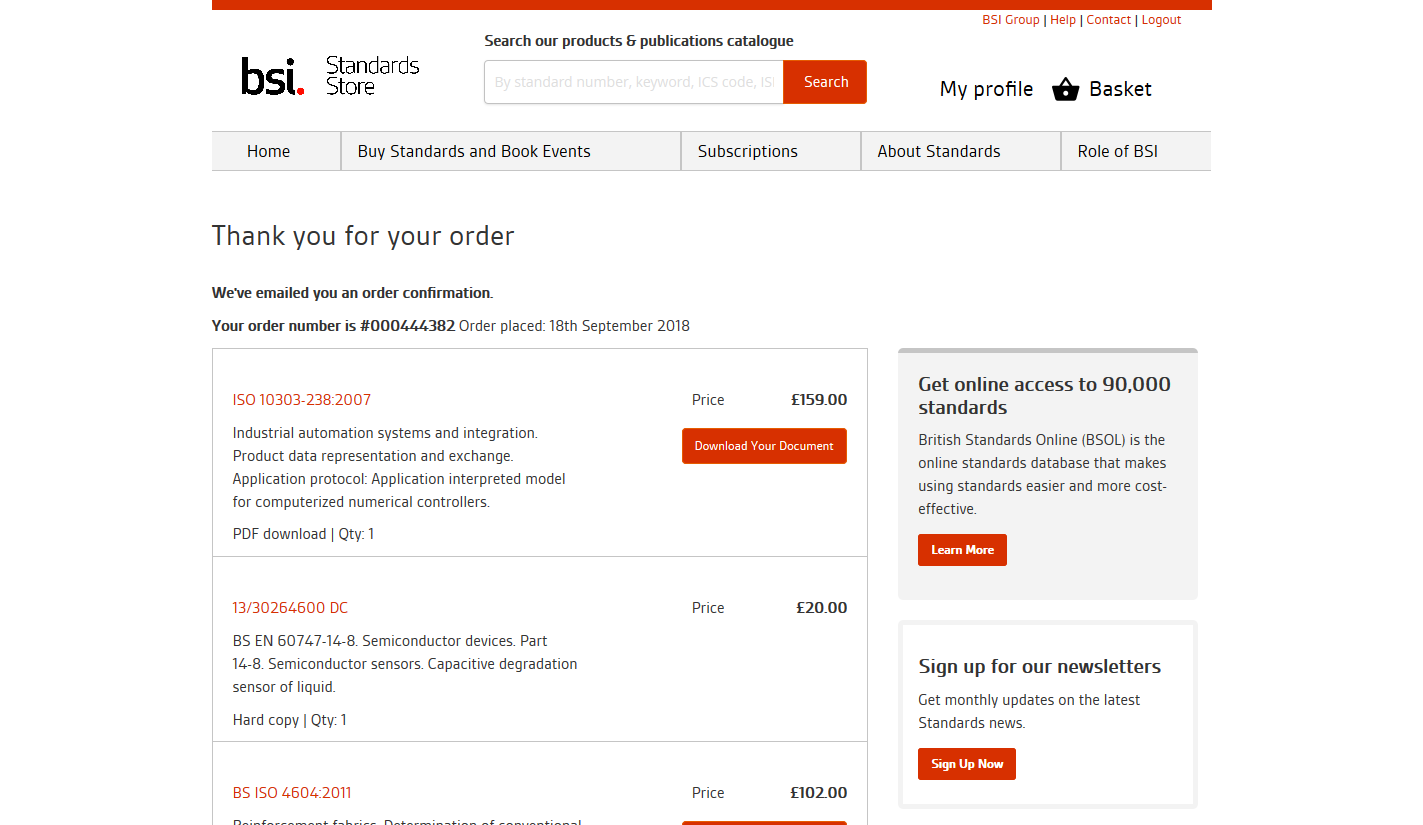 BSI Group | Help | Contact | Logout
Search our products & publications catalogue
bsi.
Standards
Store
By standard number, keyword, ICS code, ISI
Search
My profile
Basket
Home
Buy Standards and Book Events
Subscriptions
About Standards
Role of BSI
Thank you for your order
We've emailed you an order confirmation.
Your order number is #000444382 Order placed: 18th September 2018
ISO 10303-238:2007
Price
£159.00
Industrial automation systems and integration.
Product data representation and exchange.
Application protocol: Application interpreted model
for computerized numerical controllers.
Download Your Document
PDF download | Qty: 1
13/30264600 DC
Price
£20.00
BS EN 60747-14-8. Semiconductor devices. Part
14-8. Semiconductor sensors. Capacitive degradation
sensor of liquid.
Hard copy | Qty: 1
BS ISO 4604:2011
Price
£102.00
Reinforcement fabrics. Determination of conventional
Get online access to 90,000
standards
British Standards Online (BSOL) is the
online standards database that makes
using standards easier and more cost-
effective.
Learn More
Sign up for our newsletters
Get monthly updates on the latest
Standards news.
Sign Up Now